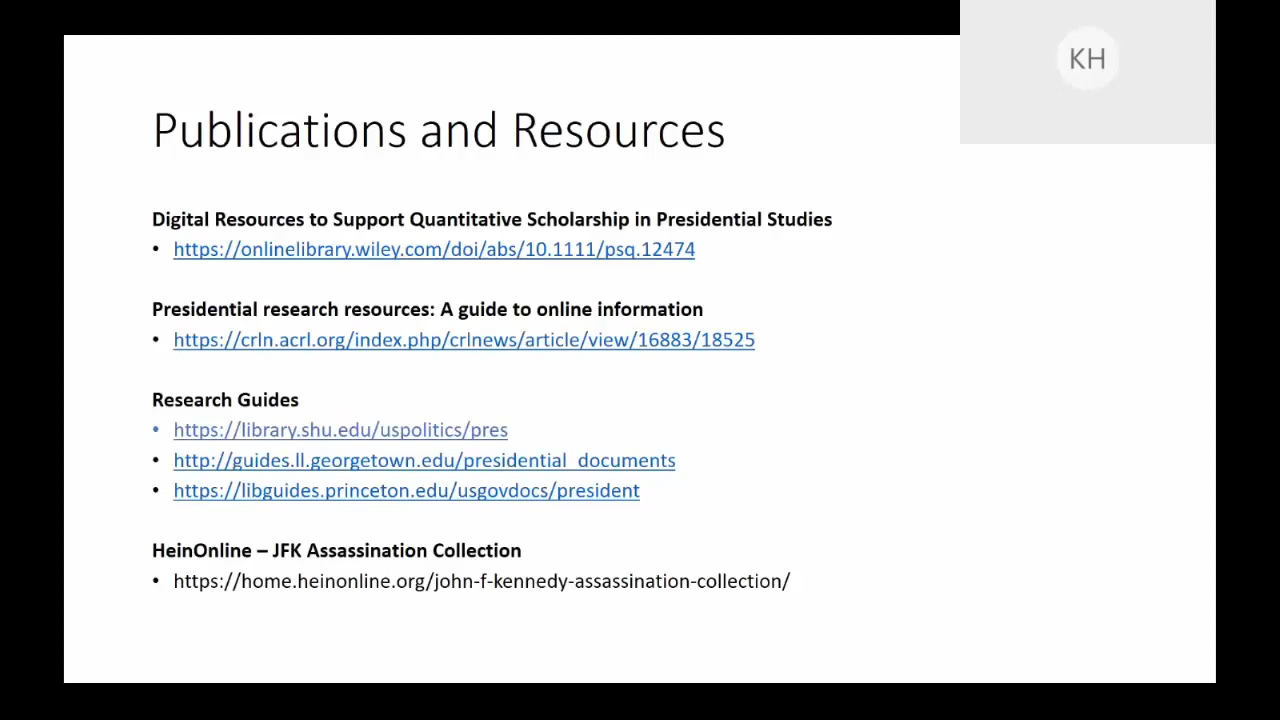 KH
Publications and Resources
Digital Resources to Support Quantitative Scholarship in Presidential Studies
• https://onlinelibrary.wiley.com/doi/abs/10.1111/psq.12474
Presidential research resources: A guide to online information
• https://crln.acrl.org/index.php/crlnews/article/view/16883/18525
Research Guides
• https://library.shu.edu/uspolitics/pres
• http://guides.ll.georgetown.edu/presidential_documents
• https://libguides.princeton.edu/usgovdocs/president
HeinOnline – JFK Assassination Collection
• https://home.heinonline.org/john-f-kennedy-assassination-collection/